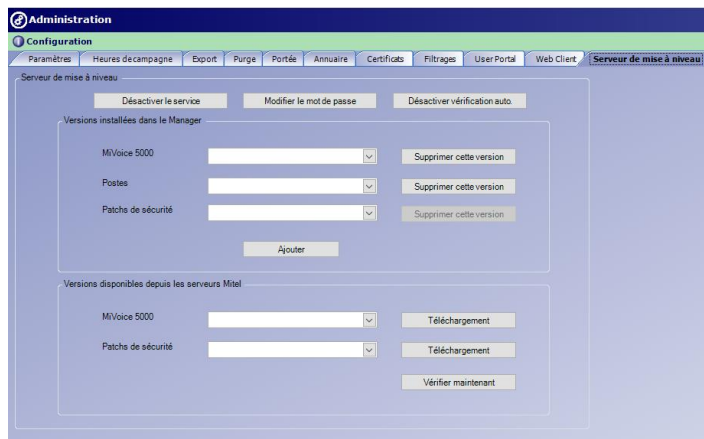 Administration
Configuration
Paramètres Heures de campagne Export Purge Portée Annuaire Certificats Filtrages User Portal Web Client Serveur de mise à niveau
Serveur de mise à niveau
Désactiver le service Modifier le mot de passe Désactiver vérification auto.
Versions installées dans le Manager
MiVoice 5000 Supprimer cette version
Postes Supprimer cette version
Patchs de sécurité Supprimer cette version
Ajouter
Versions disponibles depuis les serveurs Mitel
MiVoice 5000 Téléchargement
Patchs de sécurité Téléchargement
Vérifier maintenant